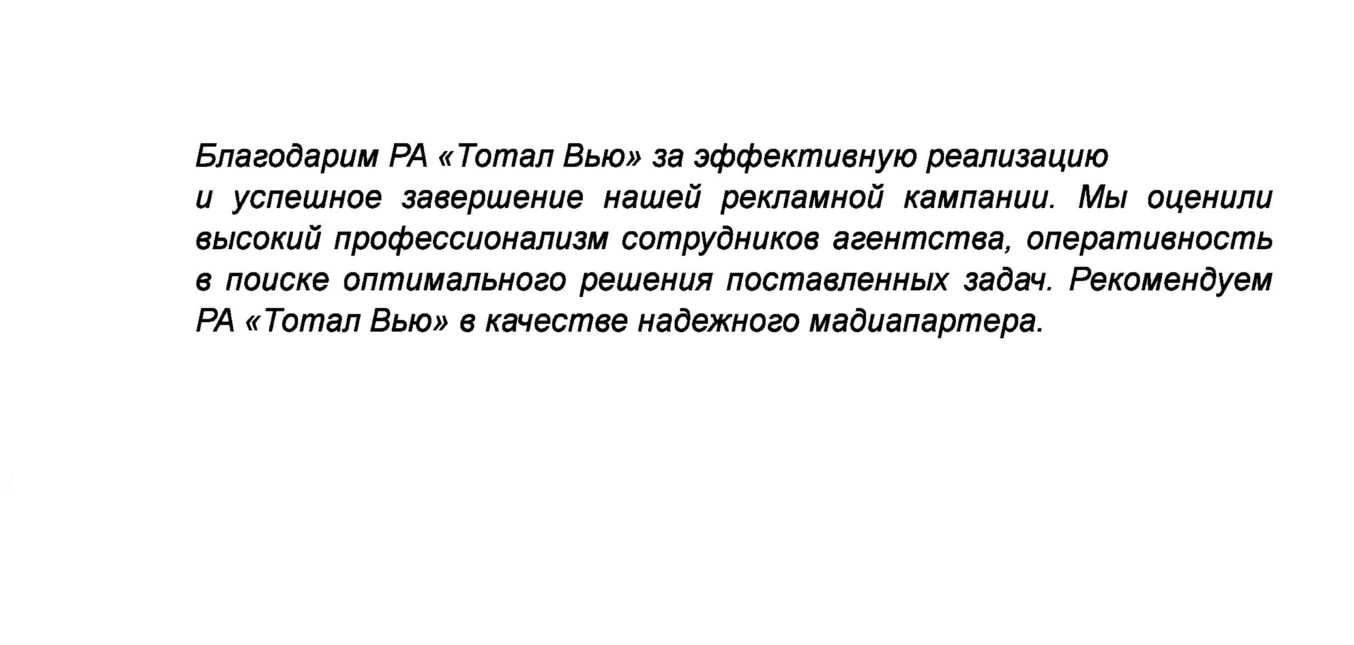 Благодарим РА «Тотал Вью» за эффективную реализацию
и успешное завершение нашей рекламной кампании. Мы оценили
высокий профессионализм сотрудников агентства, оперативность
в поиске оптимального решения поставленных задач. Рекомендуем
РА «Тотал Вью» в качестве надежного мадиапартера.